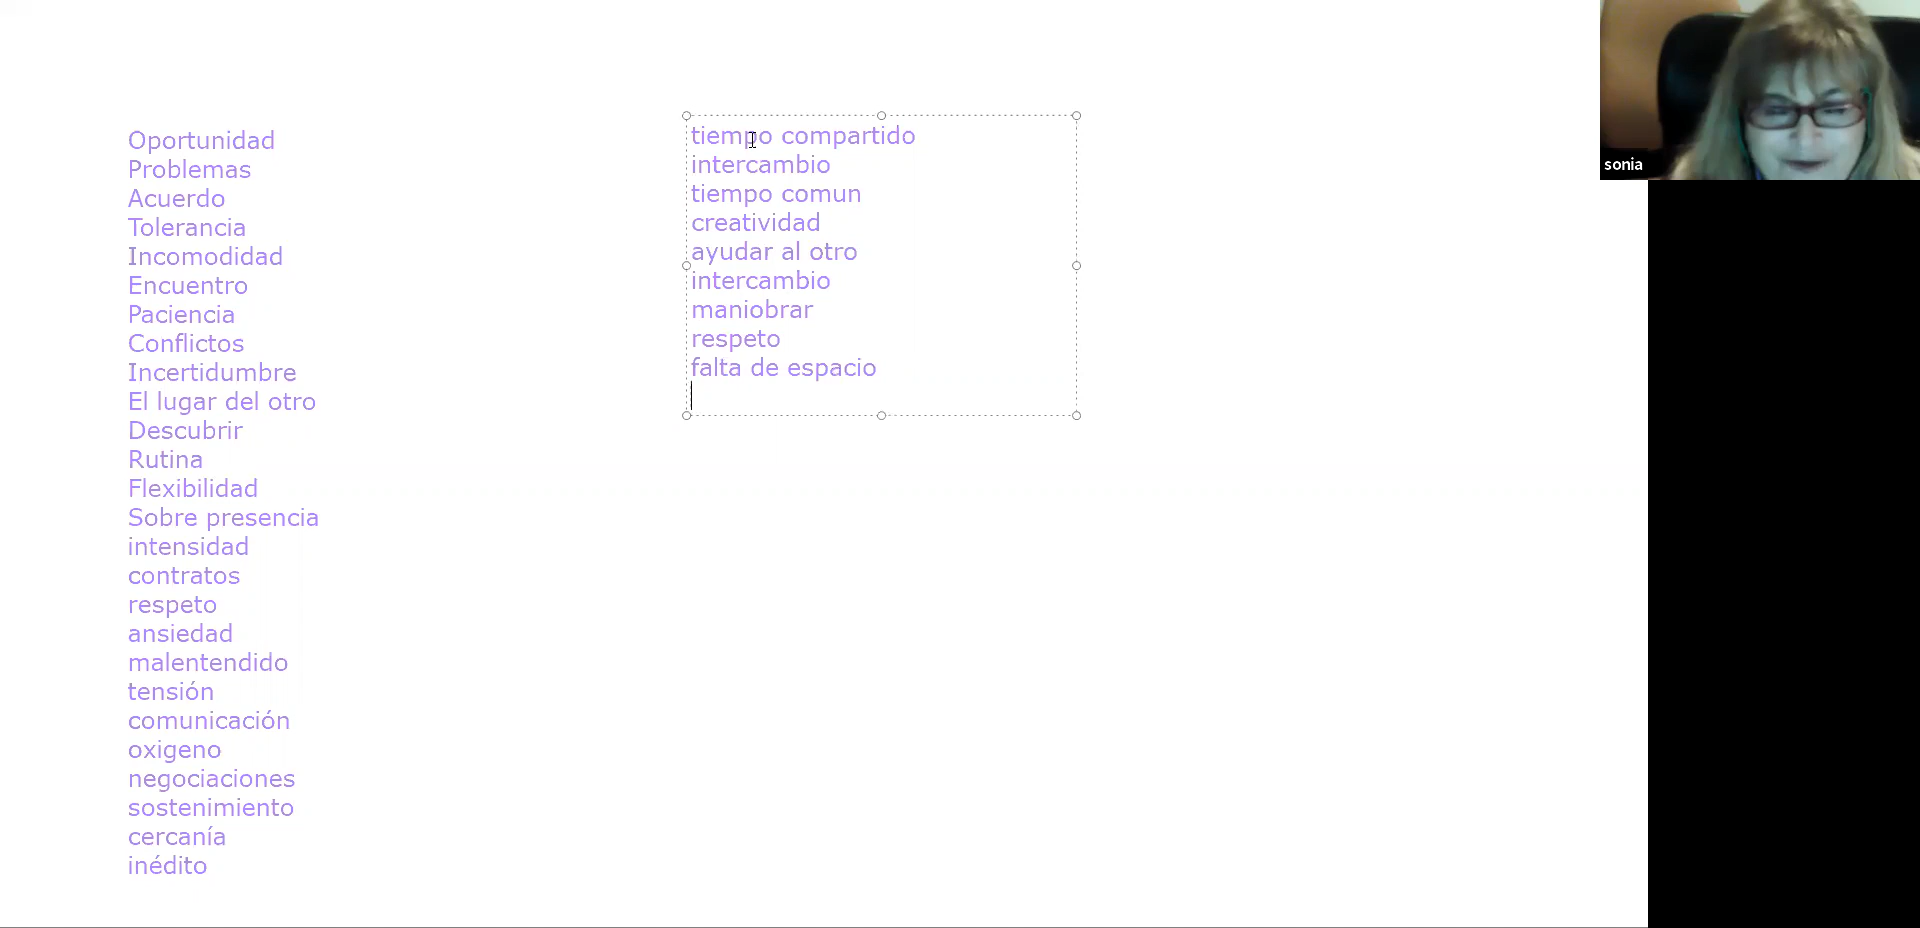 Oportunidad
Problemas
Acuerdo
Tolerancia
Incomodidad
Encuentro
Paciencia
Conflictos
Incertidumbre
El lugar del otro
Descubrir
Rutina
Flexibilidad
Sobre presencia
intensidad
contratos
respeto
ansiedad
malentendido
tensión
comunicación
oxigeno
negociaciones
sostenimiento
cercanía
inédito
tiempo compartido
intercambio
tiempo comun
creatividad
ayudar al otro
intercambio
maniobrar
respeto
falta de espacio
sonia